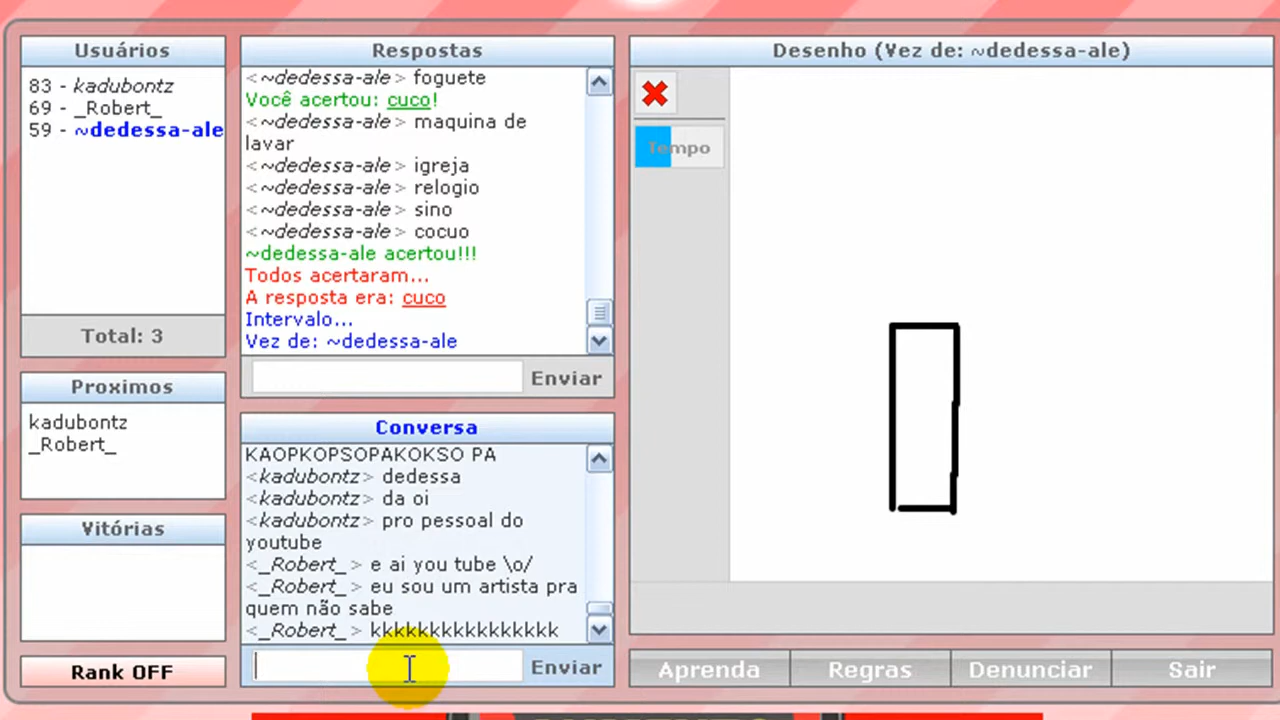 Usuários
83 - kadubontz
69 - _Robert_
59 - ~dedessa-ale
Total: 3
Proximos
kadubontz
_Robert_
Vitórias
Rank OFF
Respostas
<~dedessa-ale> foguete
Você acertou: cuco!
<~dedessa-ale> maquina de
lavar
<~dedessa-ale> igreja
<~dedessa-ale> relogio
<~dedessa-ale> sino
<~dedessa-ale> cocuo
~dedessa-ale acertou!!!
Todos acertaram...
A resposta era: cuco
Intervalo...
Vez de: ~dedessa-ale
Enviar
Conversa
KAOPKOPSOPAKOKSO PA
<kadubontz> dedessa
<kadubontz> da oi
<kadubontz> pro pessoal do
youtube
<_Robert_> e ai you tube \o/
<_Robert_> eu sou um artista pra
quem não sabe
<_Robert_> kkkkkkkkkkkkkkkk
Enviar
Desenho (Vez de: ~dedessa-ale)
Tempo
Aprenda
Regras
Denunciar
Sair